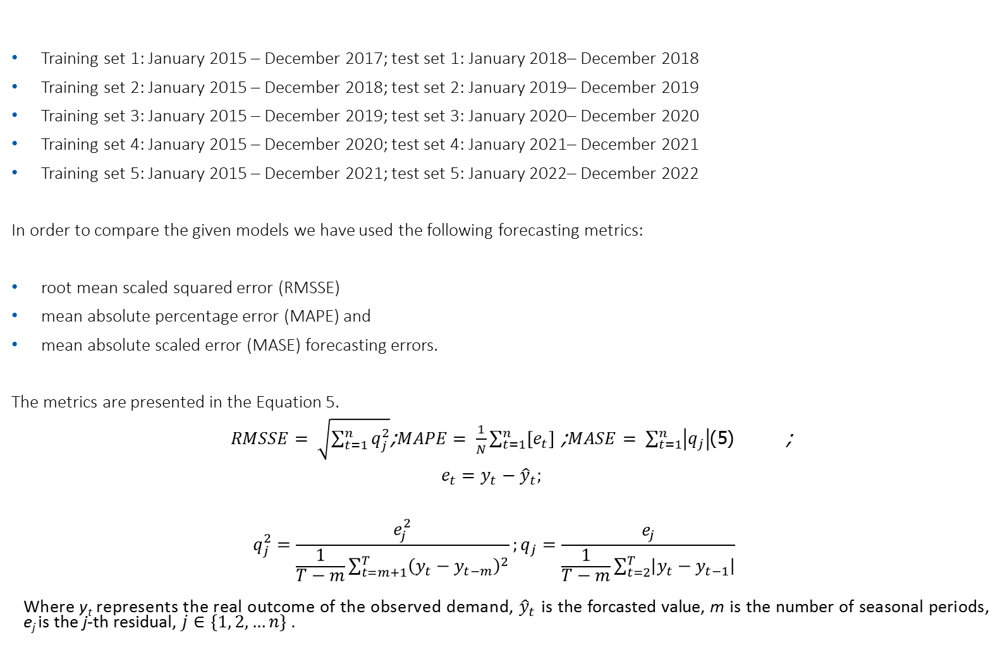 • Training set 1: January 2015 – December 2017; test set 1: January 2018– December 2018
• Training set 2: January 2015 – December 2018; test set 2: January 2019– December 2019
• Training set 3: January 2015 – December 2019; test set 3: January 2020– December 2020
• Training set 4: January 2015 – December 2020; test set 4: January 2021– December 2021
• Training set 5: January 2015 – December 2021; test set 5: January 2022– December 2022
In order to compare the given models we have used the following forecasting metrics:
• root mean scaled squared error (RMSSE)
• mean absolute percentage error (MAPE) and
• mean absolute scaled error (MASE) forecasting errors.
The metrics are presented in the Equation 5.
RMSSE = √(∑_{t=1}^{n} q_j^2) ;MAPE = \frac{1}{N}∑_{t=1}^{n}[e_t] ;MASE = ∑_{t=1}^{n}|q_j|(5) ;
e_t = y_t − ŷ_t;
q_j^2 = \frac{e_j^2}{\frac{1}{T − m}∑_{t=m+1}^{T}(y_t − y_{t−m})^2} ; q_j = \frac{e_j}{\frac{1}{T − m}∑_{t=2}^{T}|y_t − y_{t−1}|}
Where y_t represents the real outcome of the observed demand, ŷ_t is the forcasted value, m is the number of seasonal periods,
e_j is the j-th residual, j ∈ {1, 2, … n} .